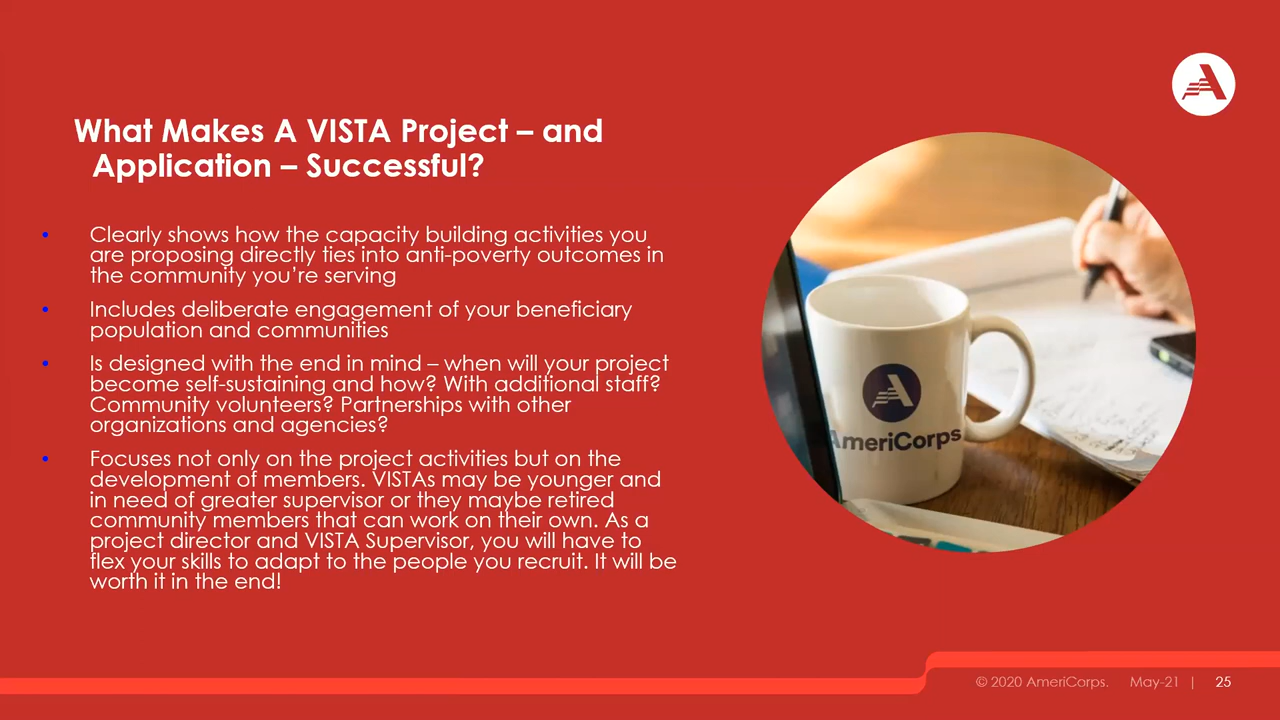 What Makes A VISTA Project – and
Application – Successful?
• Clearly shows how the capacity building activities you
are proposing directly ties into anti-poverty outcomes in
the community you’re serving
• Includes deliberate engagement of your beneficiary
population and communities
• Is designed with the end in mind – when will your project
become self-sustaining and how? With additional staff?
Community volunteers? Partnerships with other
organizations and agencies?
• Focuses not only on the project activities but on the
development of members. VISTAs may be younger and
in need of greater supervisor or they maybe retired
community members that can work on their own. As a
project director and VISTA Supervisor, you will have to
flex your skills to adapt to the people you recruit. It will be
worth it in the end!
AmeriCorps
© 2020 AmeriCorps. May-21 | 25